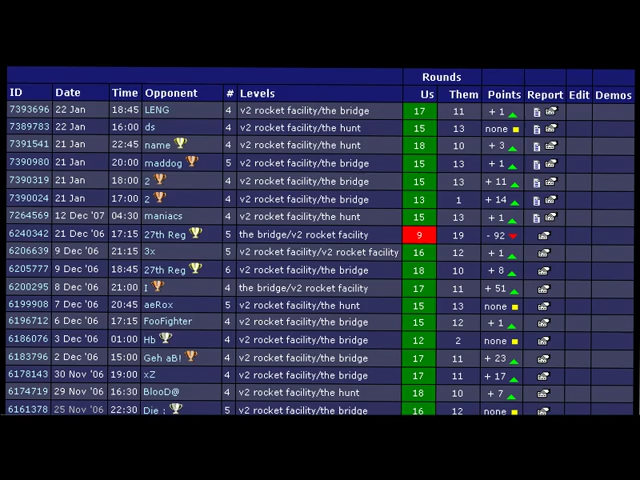 Rounds
ID Date Time Opponent # Levels Us Them Points Report Edit Demos
7393696 22 Jan 18:45 LENG 4 v2 rocket facility/the bridge 17 11 + 1
7389783 22 Jan 16:00 ds 4 v2 rocket facility/the hunt 15 13 none
7391541 21 Jan 22:45 name 4 v2 rocket facility/the hunt 18 10 + 3
7390980 21 Jan 20:00 maddog 5 v2 rocket facility/the bridge 15 13 + 1
7390319 21 Jan 18:00 2 4 v2 rocket facility/the bridge 15 13 + 11
7390024 21 Jan 17:00 2 4 v2 rocket facility/the bridge 13 1 + 14
7264569 12 Dec '07 04:30 maniacs 4 v2 rocket facility/the hunt 15 13 + 1
6240342 21 Dec '06 17:15 27th Reg 5 the bridge/v2 rocket facility 9 19 - 92
6206639 9 Dec '06 21:15 3x 5 v2 rocket facility/v2 rocket facility 16 12 + 1
6205777 9 Dec '06 18:45 27th Reg 6 v2 rocket facility/the bridge 18 10 + 8
6200295 8 Dec '06 21:00 I 4 the bridge/v2 rocket facility 17 11 + 51
6199908 7 Dec '06 20:45 aeRox 5 v2 rocket facility/the hunt 15 13 none
6196712 6 Dec '06 17:15 FooFighter 4 v2 rocket facility/the bridge 15 12 + 1
6186076 3 Dec '06 01:00 Hb 4 v2 rocket facility/the bridge 12 2 none
6183796 2 Dec '06 15:00 Geh aB! 4 v2 rocket facility/the bridge 17 11 + 23
6178143 30 Nov '06 19:00 xZ 4 v2 rocket facility/the bridge 17 11 + 17
6174719 29 Nov '06 16:30 BlooD@ 4 v2 rocket facility/the hunt 18 10 + 7
6161378 25 Nov '06 22:30 Die : 5 v2 rocket facility/the bridge 16 12 none